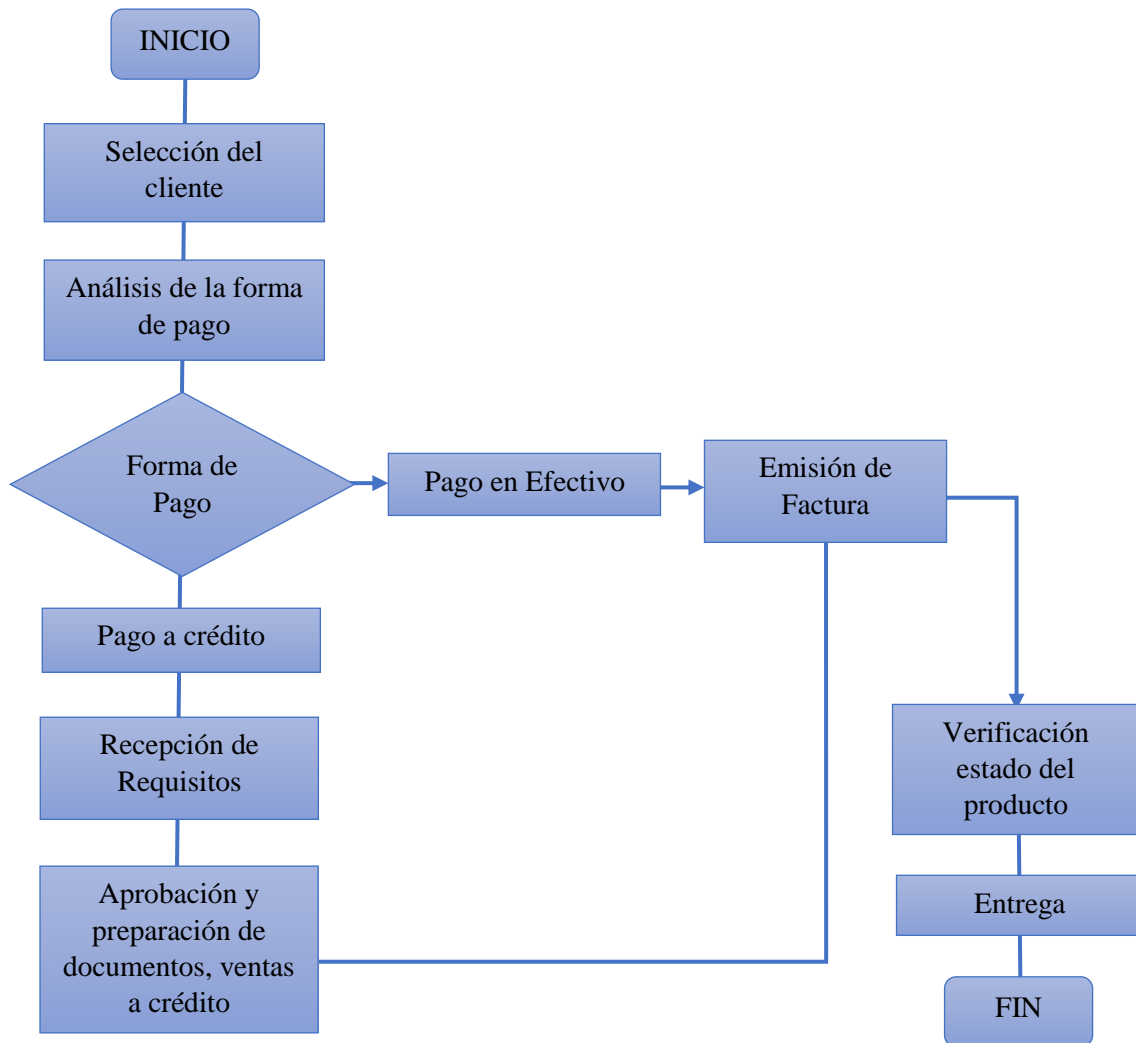 INICIO
Selección del
cliente
Análisis de la forma
de pago
Forma de
Pago
Pago en Efectivo
Emisión de
Factura
Pago a crédito
Recepción de
Requisitos
Aprobación y
preparación de
documentos, ventas
a crédito
Verificación
estado del
producto
Entrega
FIN